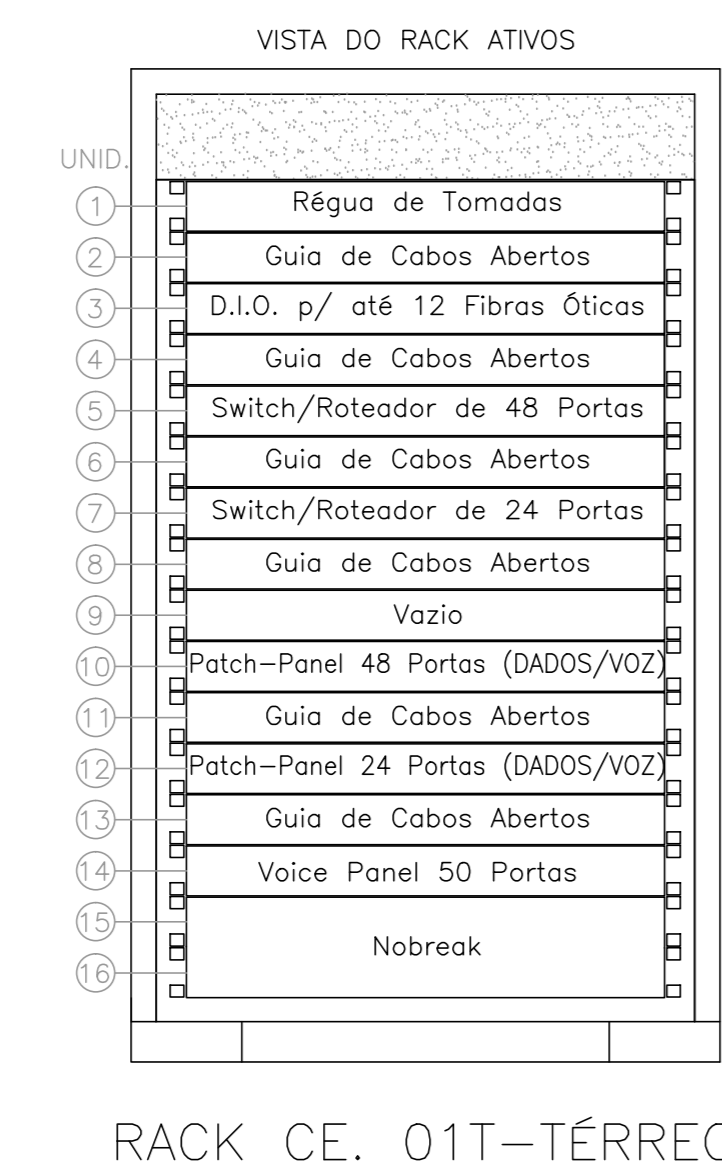 VISTA DO RACK ATIVOS
UNID.
1 Régua de Tomadas
2 Guia de Cabos Abertos
3 D.I.O. p/ até 12 Fibras Óticas
4 Guia de Cabos Abertos
5 Switch/Roteador de 48 Portas
6 Guia de Cabos Abertos
7 Switch/Roteador de 24 Portas
8 Guia de Cabos Abertos
9 Vazio
10 Patch-Panel 48 Portas (DADOS/VOZ)
11 Guia de Cabos Abertos
12 Patch-Panel 24 Portas (DADOS/VOZ)
13 Guia de Cabos Abertos
14 Voice Panel 50 Portas
15
Nobreak
16
RACK CE. 01T-TÉRREO